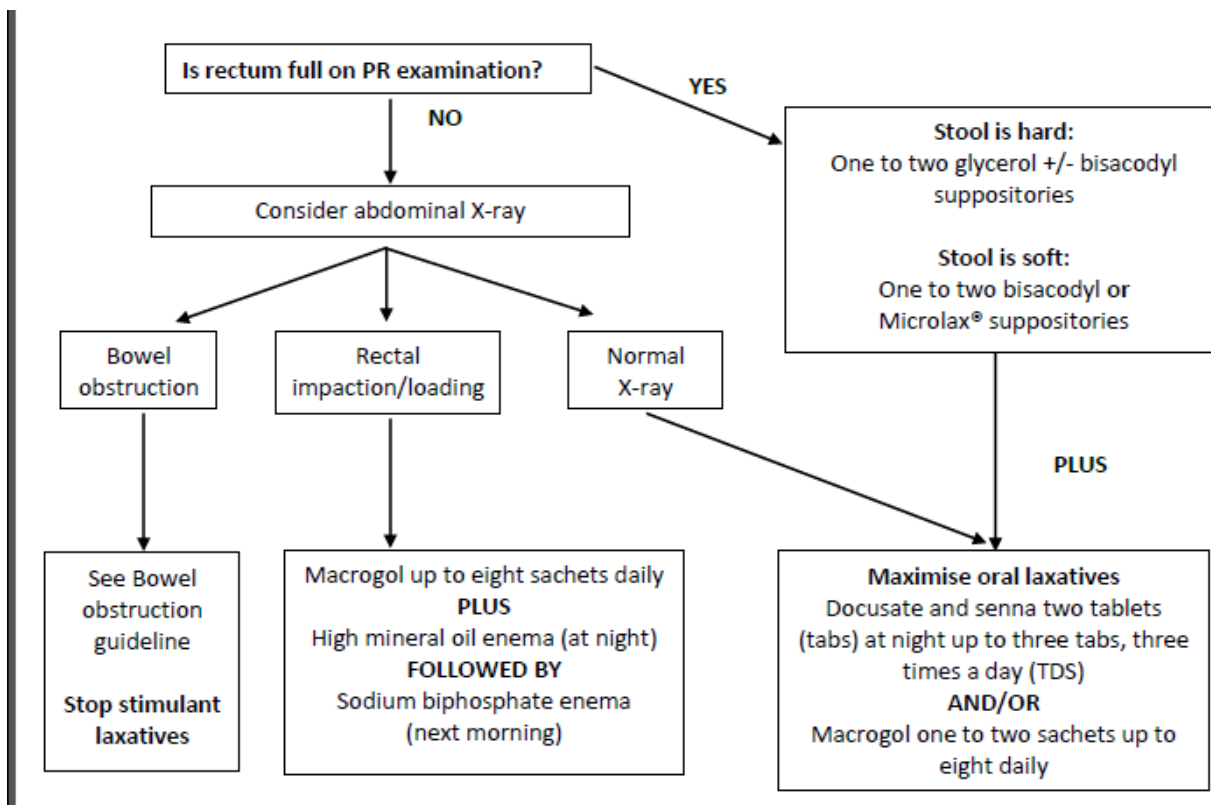 Is rectum full on PR examination?
YES
NO
Stool is hard:
One to two glycerol +/- bisacodyl
suppositories
Stool is soft:
One to two bisacodyl or
Microlax® suppositories
Consider abdominal X-ray
Bowel
obstruction
Rectal
impaction/loading
Normal
X-ray
PLUS
See Bowel
obstruction
guideline
Stop stimulant
laxatives
Macrogol up to eight sachets daily
PLUS
High mineral oil enema (at night)
FOLLOWED BY
Sodium biphosphate enema
(next morning)
Maximise oral laxatives
Docusate and senna two tablets
(tabs) at night up to three tabs, three
times a day (TDS)
AND/OR
Macrogol one to two sachets up to
eight daily